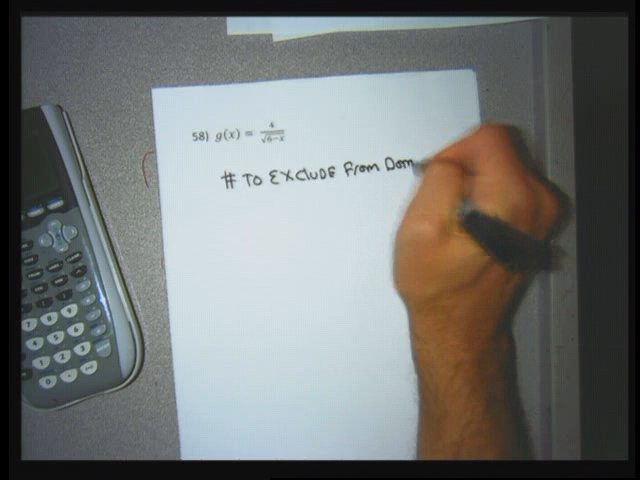 58) g(x) = 4/√6−x
# To Exclude From Dom